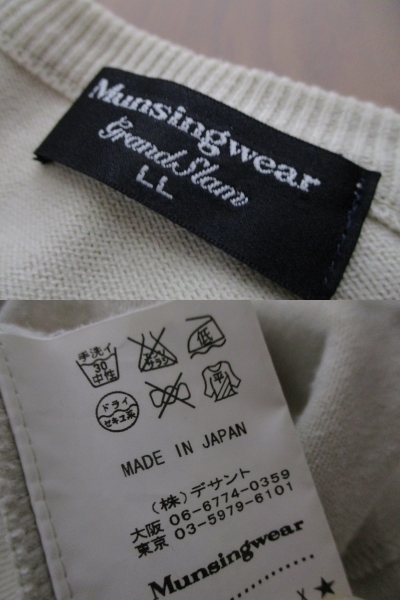 Munsingwear
Grand Slam
LL
手洗イ
30
中性
エンソ
サラシ
低
ドライ
セキユ系
平
MADE IN JAPAN
(株)デサント
大阪 06-6774-0359
東京 03-5979-6101
Munsingwear